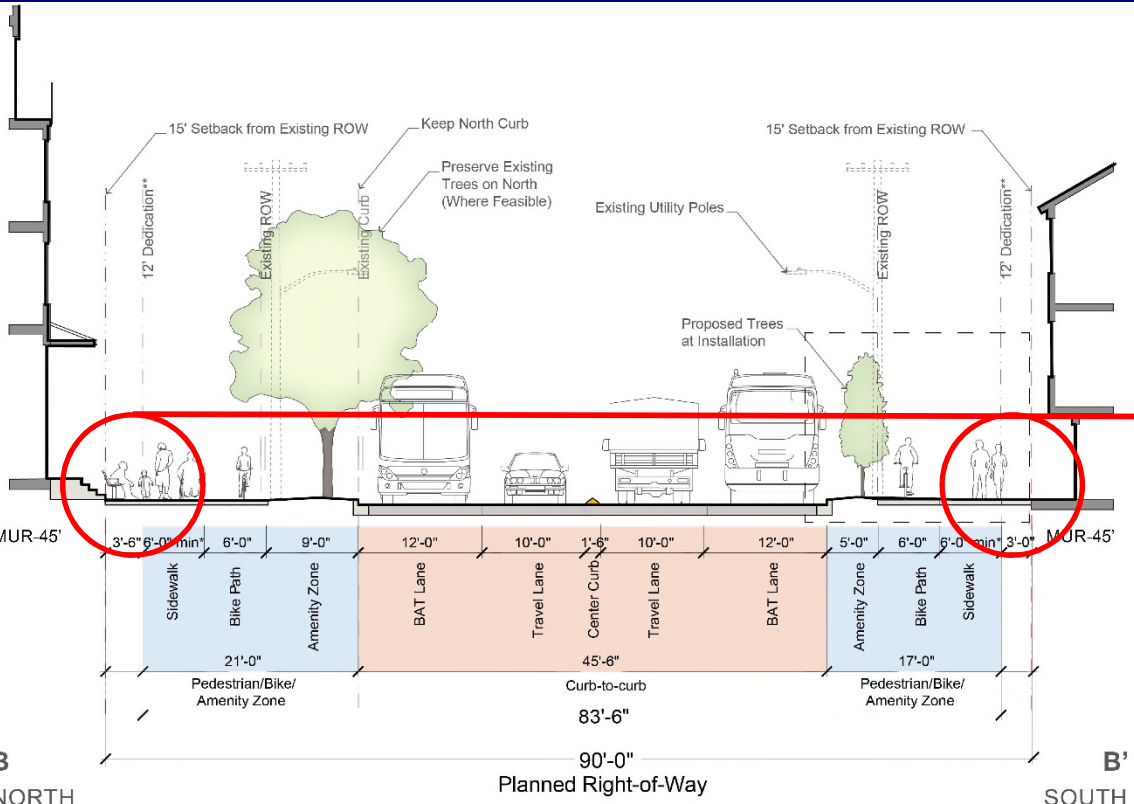 15' Setback from Existing ROW
Keep North Curb
Preserve Existing
Trees on North
(Where Feasible)
15' Setback from Existing ROW
Existing Utility Poles
Proposed Trees
at Installation
12' Dedication**
Existing ROW
Existing Curb
Existing ROW
12' Dedication**
MUR-45'
MUR-45'
3'-6" 6'-0" min* 6'-0" 9'-0" 12'-0" 10'-0" 1'-6" 10'-0" 12'-0" 5'-0" 6'-0" 6'-0" min* 3'-0"
Sidewalk
Bike Path
Amenity Zone
BAT Lane
Travel Lane
Center Curb
Travel Lane
BAT Lane
Amenity Zone
Bike Path
Sidewalk
21'-0" 45'-6" 17'-0"
Pedestrian/Bike/
Amenity Zone
Curb-to-curb
Pedestrian/Bike/
Amenity Zone
83'-6"
90'-0"
Planned Right-of-Way
B
NORTH
B'
SOUTH